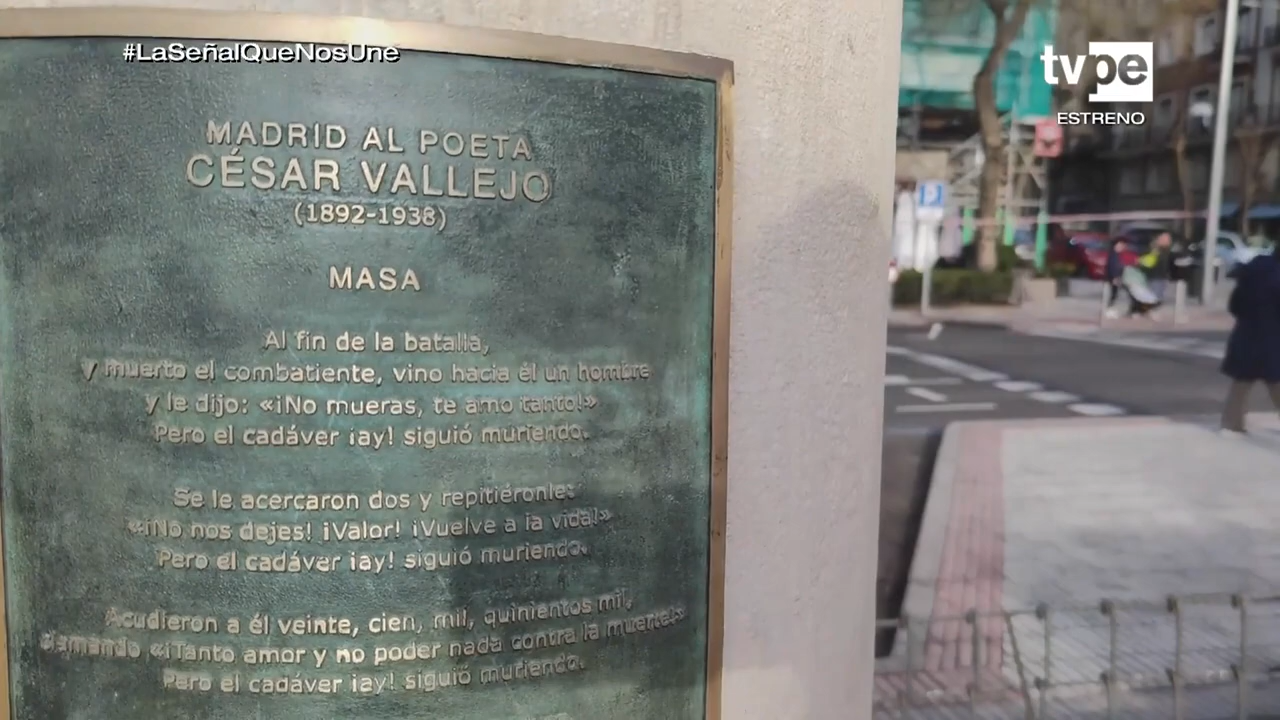 #LaSeñalQueNosUne
tvpe
ESTRENO
MADRID AL POETA
CÉSAR VALLEJO
(1892-1938)
MASA
Al fin de la batalla,
y muerto el combatiente, vino hacia él un hombre
y le dijo: «¡No mueras, te amo tanto!»
Pero el cadáver ¡ay! siguió muriendo.
Se le acercaron dos y repitiéronle:
«¡No nos dejes! ¡Valor! ¡Vuelve a la vida!»
Pero el cadáver ¡ay! siguió muriendo.
Acudieron a él veinte, cien, mil, quinientos mil,
clamando «¡Tanto amor y no poder nada contra la muerte!»
Pero el cadáver ¡ay! siguió muriendo.
P